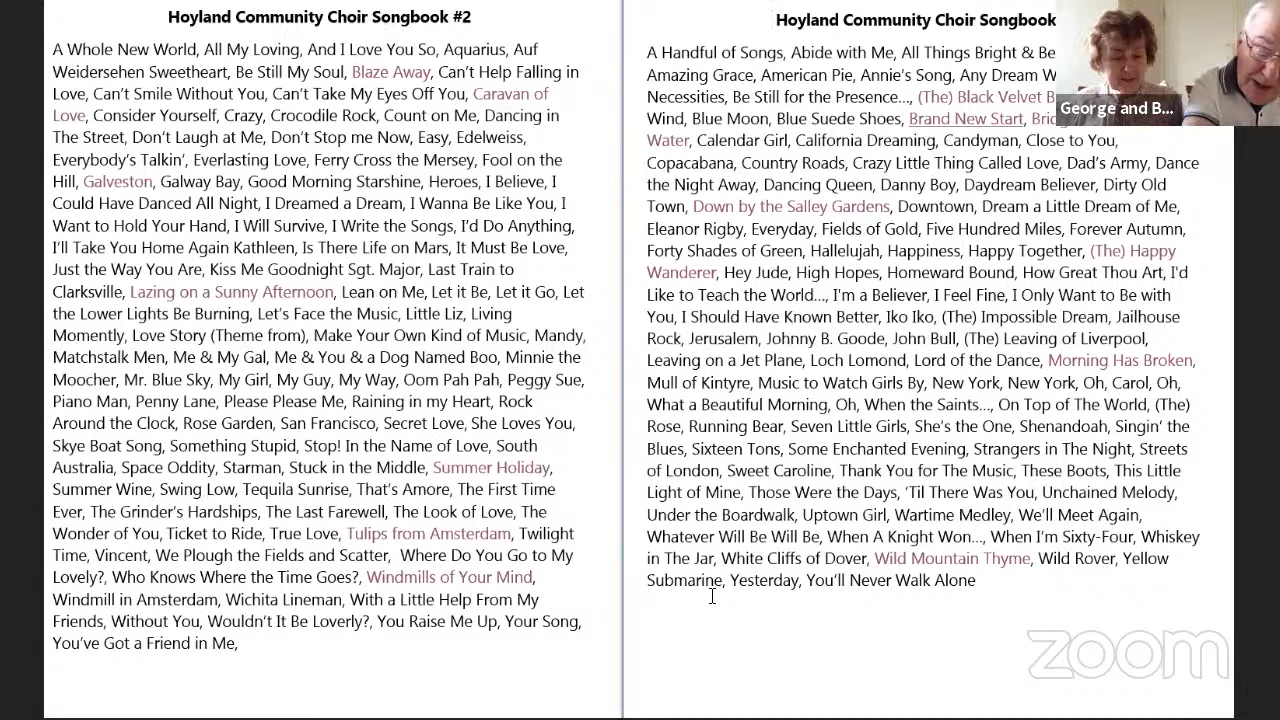 Hoyland Community Choir Songbook #2
A Whole New World, All My Loving, And I Love You So, Aquarius, Auf
Weidersehen Sweetheart, Be Still My Soul, Blaze Away, Can't Help Falling in
Love, Can't Smile Without You, Can't Take My Eyes Off You, Caravan of
Love, Consider Yourself, Crazy, Crocodile Rock, Count on Me, Dancing in
The Street, Don't Laugh at Me, Don't Stop me Now, Easy, Edelweiss,
Everybody's Talkin', Everlasting Love, Ferry Cross the Mersey, Fool on the
Hill, Galveston, Galway Bay, Good Morning Starshine, Heroes, I Believe, I
Could Have Danced All Night, I Dreamed a Dream, I Wanna Be Like You, I
Want to Hold Your Hand, I Will Survive, I Write the Songs, I'd Do Anything,
I'll Take You Home Again Kathleen, Is There Life on Mars, It Must Be Love,
Just the Way You Are, Kiss Me Goodnight Sgt. Major, Last Train to
Clarksville, Lazing on a Sunny Afternoon, Lean on Me, Let it Be, Let it Go, Let
the Lower Lights Be Burning, Let's Face the Music, Little Liz, Living
Momently, Love Story (Theme from), Make Your Own Kind of Music, Mandy,
Matchstalk Men, Me & My Gal, Me & You & a Dog Named Boo, Minnie the
Moocher, Mr. Blue Sky, My Girl, My Guy, My Way, Oom Pah Pah, Peggy Sue,
Piano Man, Penny Lane, Please Please Me, Raining in my Heart, Rock
Around the Clock, Rose Garden, San Francisco, Secret Love, She Loves You,
Skye Boat Song, Something Stupid, Stop! In the Name of Love, South
Australia, Space Oddity, Starman, Stuck in the Middle, Summer Holiday,
Summer Wine, Swing Low, Tequila Sunrise, That's Amore, The First Time
Ever, The Grinder's Hardships, The Last Farewell, The Look of Love, The
Wonder of You, Ticket to Ride, True Love, Tulips from Amsterdam, Twilight
Time, Vincent, We Plough the Fields and Scatter, Where Do You Go to My
Lovely?, Who Knows Where the Time Goes?, Windmills of Your Mind,
Windmill in Amsterdam, Wichita Lineman, With a Little Help From My
Friends, Without You, Wouldn't It Be Loverly?, You Raise Me Up, Your Song,
You've Got a Friend in Me,
Hoyland Community Choir Songbook
A Handful of Songs, Abide with Me, All Things Bright & Be
Amazing Grace, American Pie, Annie's Song, Any Dream W
Necessities, Be Still for the Presence..., (The) Black Velvet B
Wind, Blue Moon, Blue Suede Shoes, Brand New Start, Brid
Water, Calendar Girl, California Dreaming, Candyman, Close to You,
Copacabana, Country Roads, Crazy Little Thing Called Love, Dad's Army, Dance
the Night Away, Dancing Queen, Danny Boy, Daydream Believer, Dirty Old
Town, Down by the Salley Gardens, Downtown, Dream a Little Dream of Me,
Eleanor Rigby, Everyday, Fields of Gold, Five Hundred Miles, Forever Autumn,
Forty Shades of Green, Hallelujah, Happiness, Happy Together, (The) Happy
Wanderer, Hey Jude, High Hopes, Homeward Bound, How Great Thou Art, I'd
Like to Teach the World..., I'm a Believer, I Feel Fine, I Only Want to Be with
You, I Should Have Known Better, Iko Iko, (The) Impossible Dream, Jailhouse
Rock, Jerusalem, Johnny B. Goode, John Bull, (The) Leaving of Liverpool,
Leaving on a Jet Plane, Loch Lomond, Lord of the Dance, Morning Has Broken,
Mull of Kintyre, Music to Watch Girls By, New York, New York, Oh, Carol, Oh,
What a Beautiful Morning, Oh, When the Saints..., On Top of The World, (The)
Rose, Running Bear, Seven Little Girls, She's the One, Shenandoah, Singin' the
Blues, Sixteen Tons, Some Enchanted Evening, Strangers in The Night, Streets
of London, Sweet Caroline, Thank You for The Music, These Boots, This Little
Light of Mine, Those Were the Days, 'Til There Was You, Unchained Melody,
Under the Boardwalk, Uptown Girl, Wartime Medley, We'll Meet Again,
Whatever Will Be Will Be, When A Knight Won..., When I'm Sixty-Four, Whiskey
in The Jar, White Cliffs of Dover, Wild Mountain Thyme, Wild Rover, Yellow
Submarine, Yesterday, You'll Never Walk Alone
George and B...
zoom